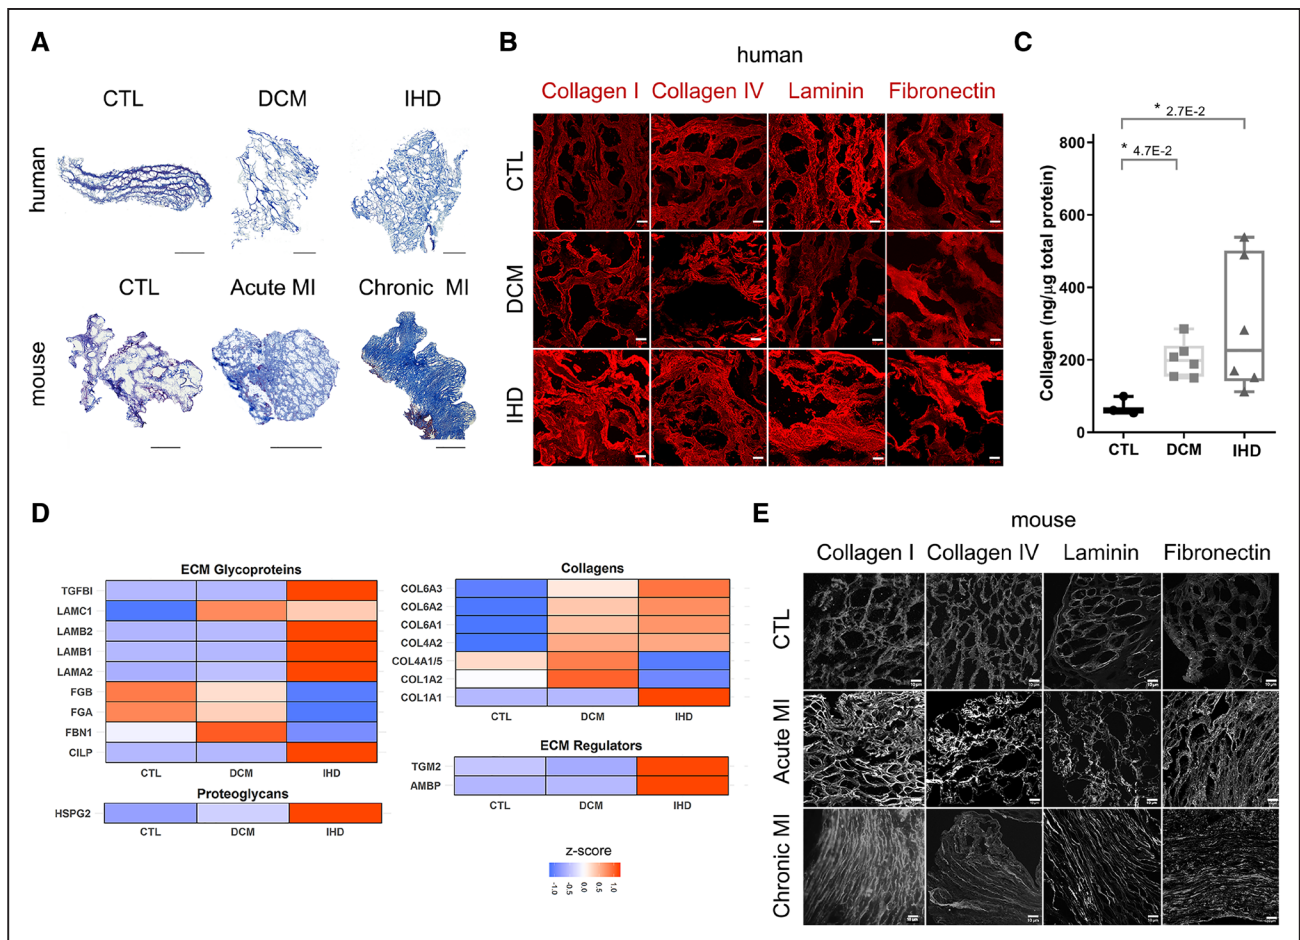 A
CTL DCM IHD
human
CTL Acute MI Chronic MI
mouse
B
human
Collagen I Collagen IV Laminin Fibronectin
CTL
DCM
IHD
C
* 2.7E-2
* 4.7E-2
Collagen (ng/µg total protein)
800
600
400
200
0
CTL DCM IHD
D
ECM Glycoproteins
TGFBI
LAMC1
LAMB2
LAMB1
LAMA2
FGB
FGA
FBN1
CILP
CTL DCM IHD
Proteoglycans
HSPG2
CTL DCM IHD
Collagens
COL6A3
COL6A2
COL6A1
COL4A2
COL4A1/5
COL1A2
COL1A1
CTL DCM IHD
ECM Regulators
TGM2
AMBP
CTL DCM IHD
z-score
-1.0 -0.5 0.0 0.5 1.0
E
mouse
Collagen I Collagen IV Laminin Fibronectin
CTL
Acute MI
Chronic MI